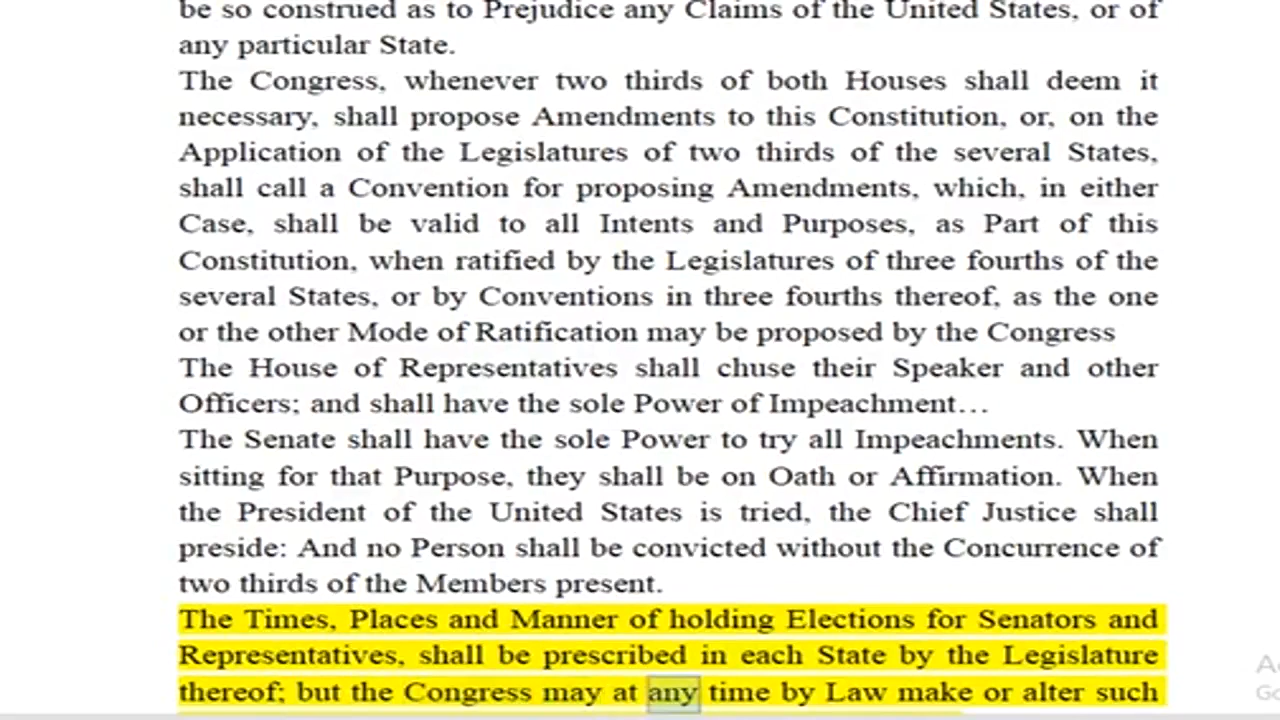 be so construed as to Prejudice any Claims of the United States, or of
any particular State.
The Congress, whenever two thirds of both Houses shall deem it
necessary, shall propose Amendments to this Constitution, or, on the
Application of the Legislatures of two thirds of the several States,
shall call a Convention for proposing Amendments, which, in either
Case, shall be valid to all Intents and Purposes, as Part of this
Constitution, when ratified by the Legislatures of three fourths of the
several States, or by Conventions in three fourths thereof, as the one
or the other Mode of Ratification may be proposed by the Congress
The House of Representatives shall chuse their Speaker and other
Officers; and shall have the sole Power of Impeachment…
The Senate shall have the sole Power to try all Impeachments. When
sitting for that Purpose, they shall be on Oath or Affirmation. When
the President of the United States is tried, the Chief Justice shall
preside: And no Person shall be convicted without the Concurrence of
two thirds of the Members present.
The Times, Places and Manner of holding Elections for Senators and
Representatives, shall be prescribed in each State by the Legislature
thereof; but the Congress may at any time by Law make or alter such